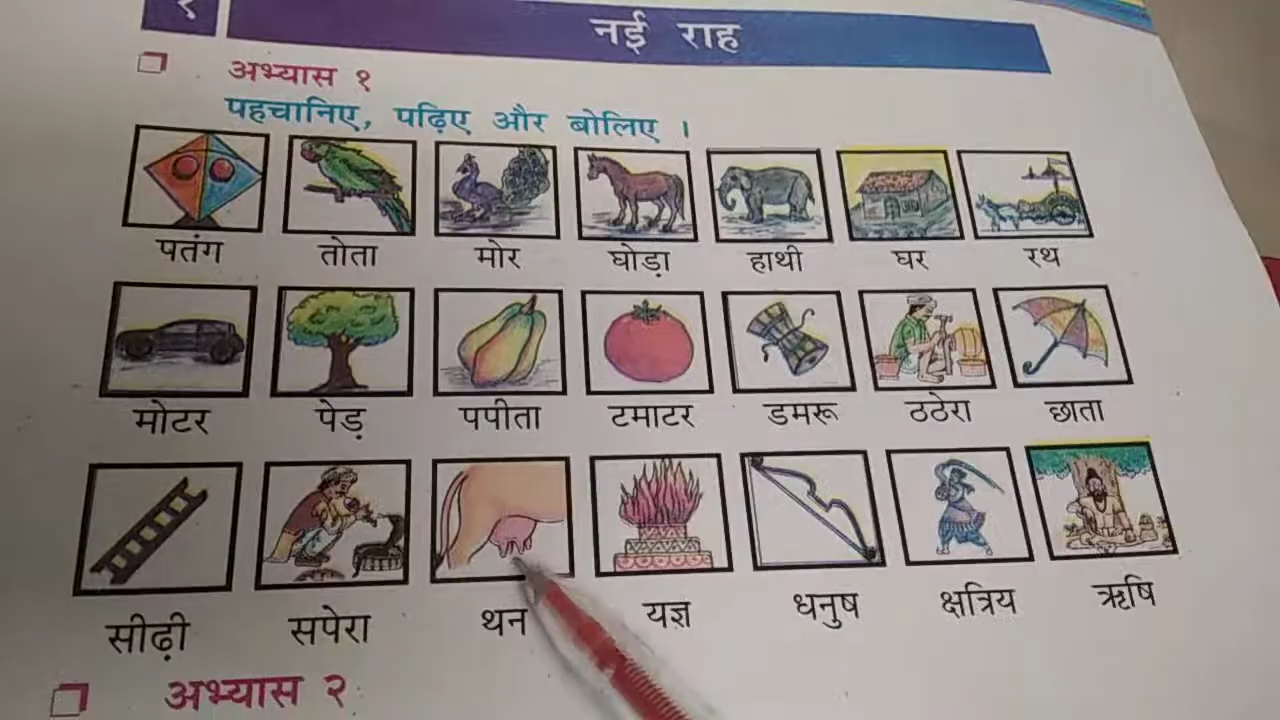 १ नई राह
अभ्यास १
पहचानिए, पढ़िए और बोलिए ।
पतंग तोता मोर घोड़ा हाथी घर रथ
मोटर पेड़ पपीता टमाटर डमरू ठठेरा छाता
सीढ़ी सपेरा थन यज्ञ धनुष क्षत्रिय ऋषि
अभ्यास २